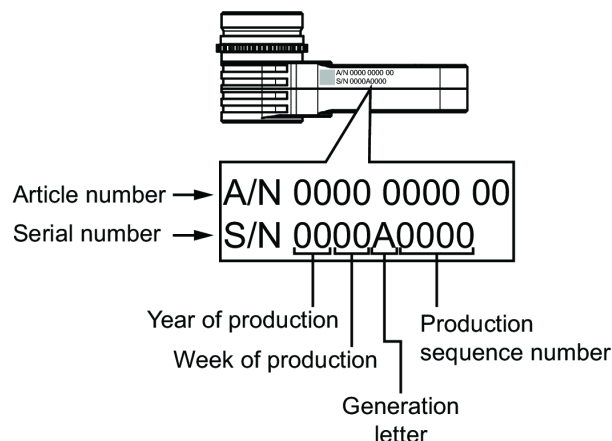 A/N 0000 0000 00
S/N 0000A0000
Article number
A/N 0000 0000 00
Serial number
S/N 0000A0000
Year of production
Week of production
Generation
letter
Production
sequence number